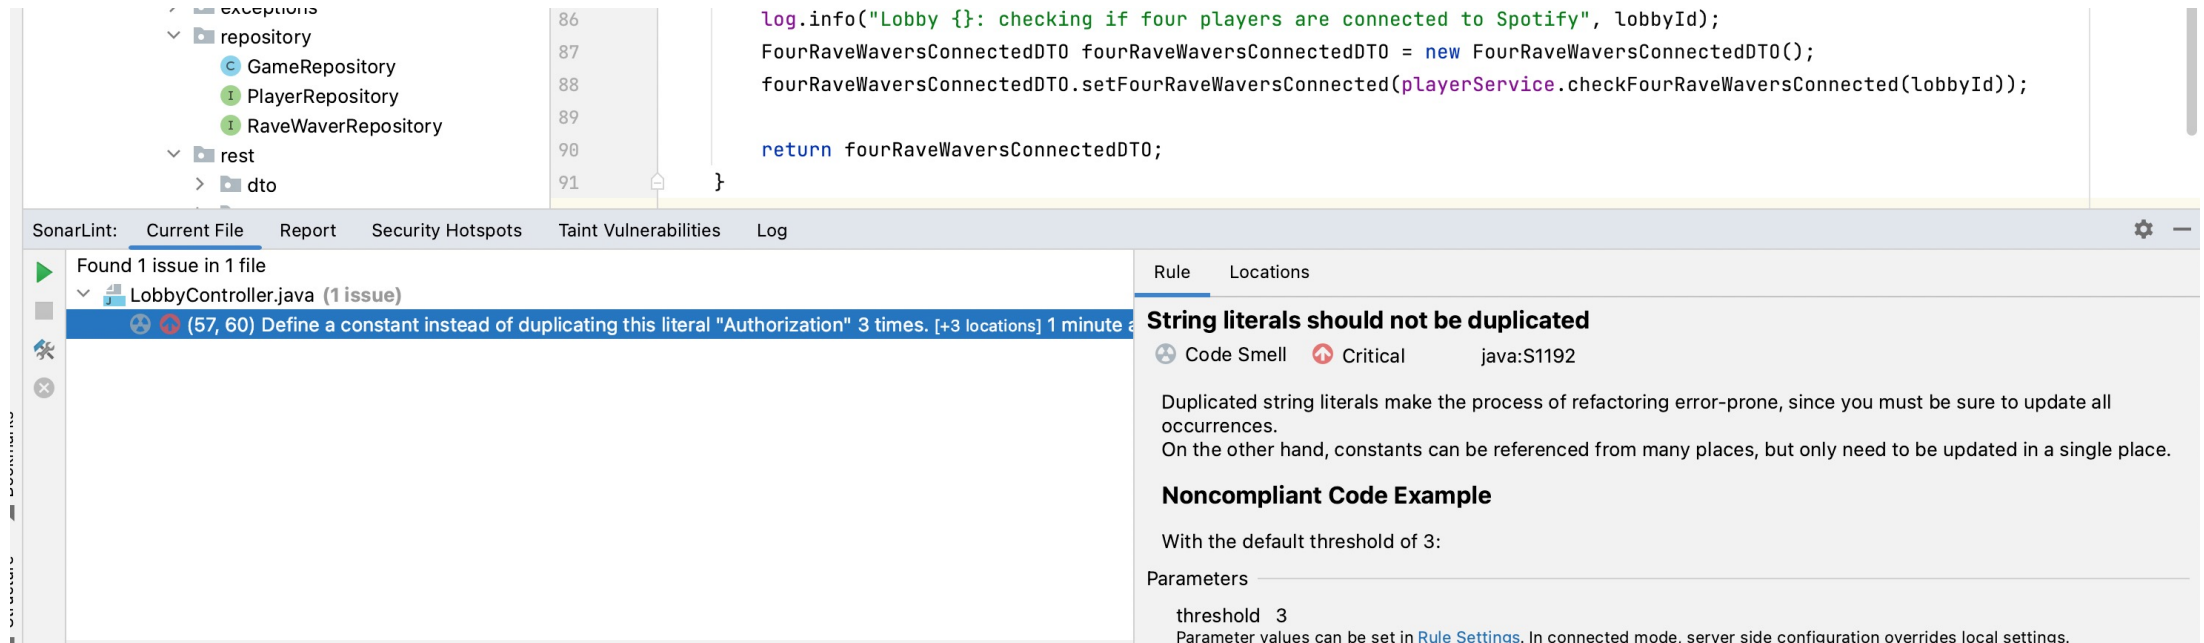 exceptions
repository
C GameRepository
I PlayerRepository
I RaveWaverRepository
rest
dto
86 log.info("Lobby {}: checking if four players are connected to Spotify", lobbyId);
87 FourRaveWaversConnectedDTO fourRaveWaversConnectedDTO = new FourRaveWaversConnectedDTO();
88 fourRaveWaversConnectedDTO.setFourRaveWaversConnected(playerService.checkFourRaveWaversConnected(lobbyId));
89
90 return fourRaveWaversConnectedDTO;
91 }
SonarLint: Current File Report Security Hotspots Taint Vulnerabilities Log
Found 1 issue in 1 file
LobbyController.java (1 issue)
(57, 60) Define a constant instead of duplicating this literal "Authorization" 3 times. [+3 locations] 1 minute a
Rule Locations
String literals should not be duplicated
Code Smell Critical java:S1192
Duplicated string literals make the process of refactoring error-prone, since you must be sure to update all
occurrences.
On the other hand, constants can be referenced from many places, but only need to be updated in a single place.
Noncompliant Code Example
With the default threshold of 3:
Parameters
threshold 3
Parameter values can be set in Rule Settings. In connected mode, server side configuration overrides local settings.